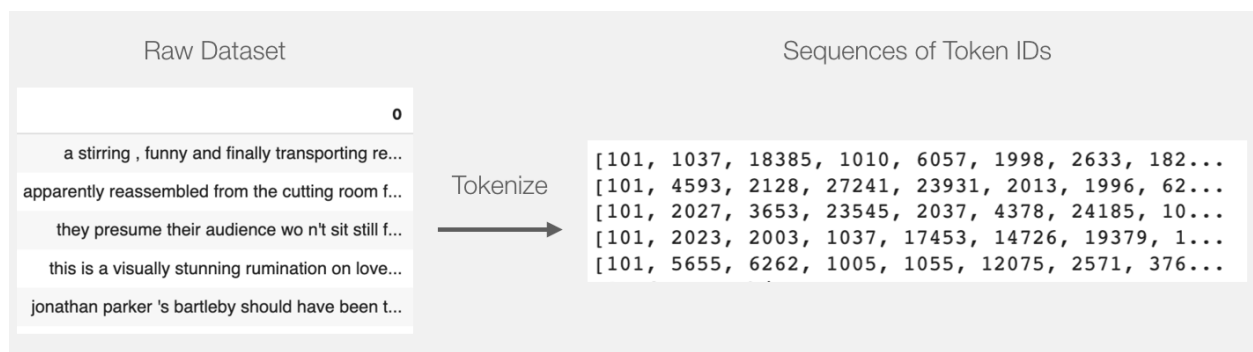 Raw Dataset
Sequences of Token IDs
0
a stirring , funny and finally transporting re...
apparently reassembled from the cutting room f...
they presume their audience wo n't sit still f...
this is a visually stunning rumination on love...
jonathan parker 's bartleby should have been t...
Tokenize
[101, 1037, 18385, 1010, 6057, 1998, 2633, 182...
[101, 4593, 2128, 27241, 23931, 2013, 1996, 62...
[101, 2027, 3653, 23545, 2037, 4378, 24185, 10...
[101, 2023, 2003, 1037, 17453, 14726, 19379, 1...
[101, 5655, 6262, 1005, 1055, 12075, 2571, 376...